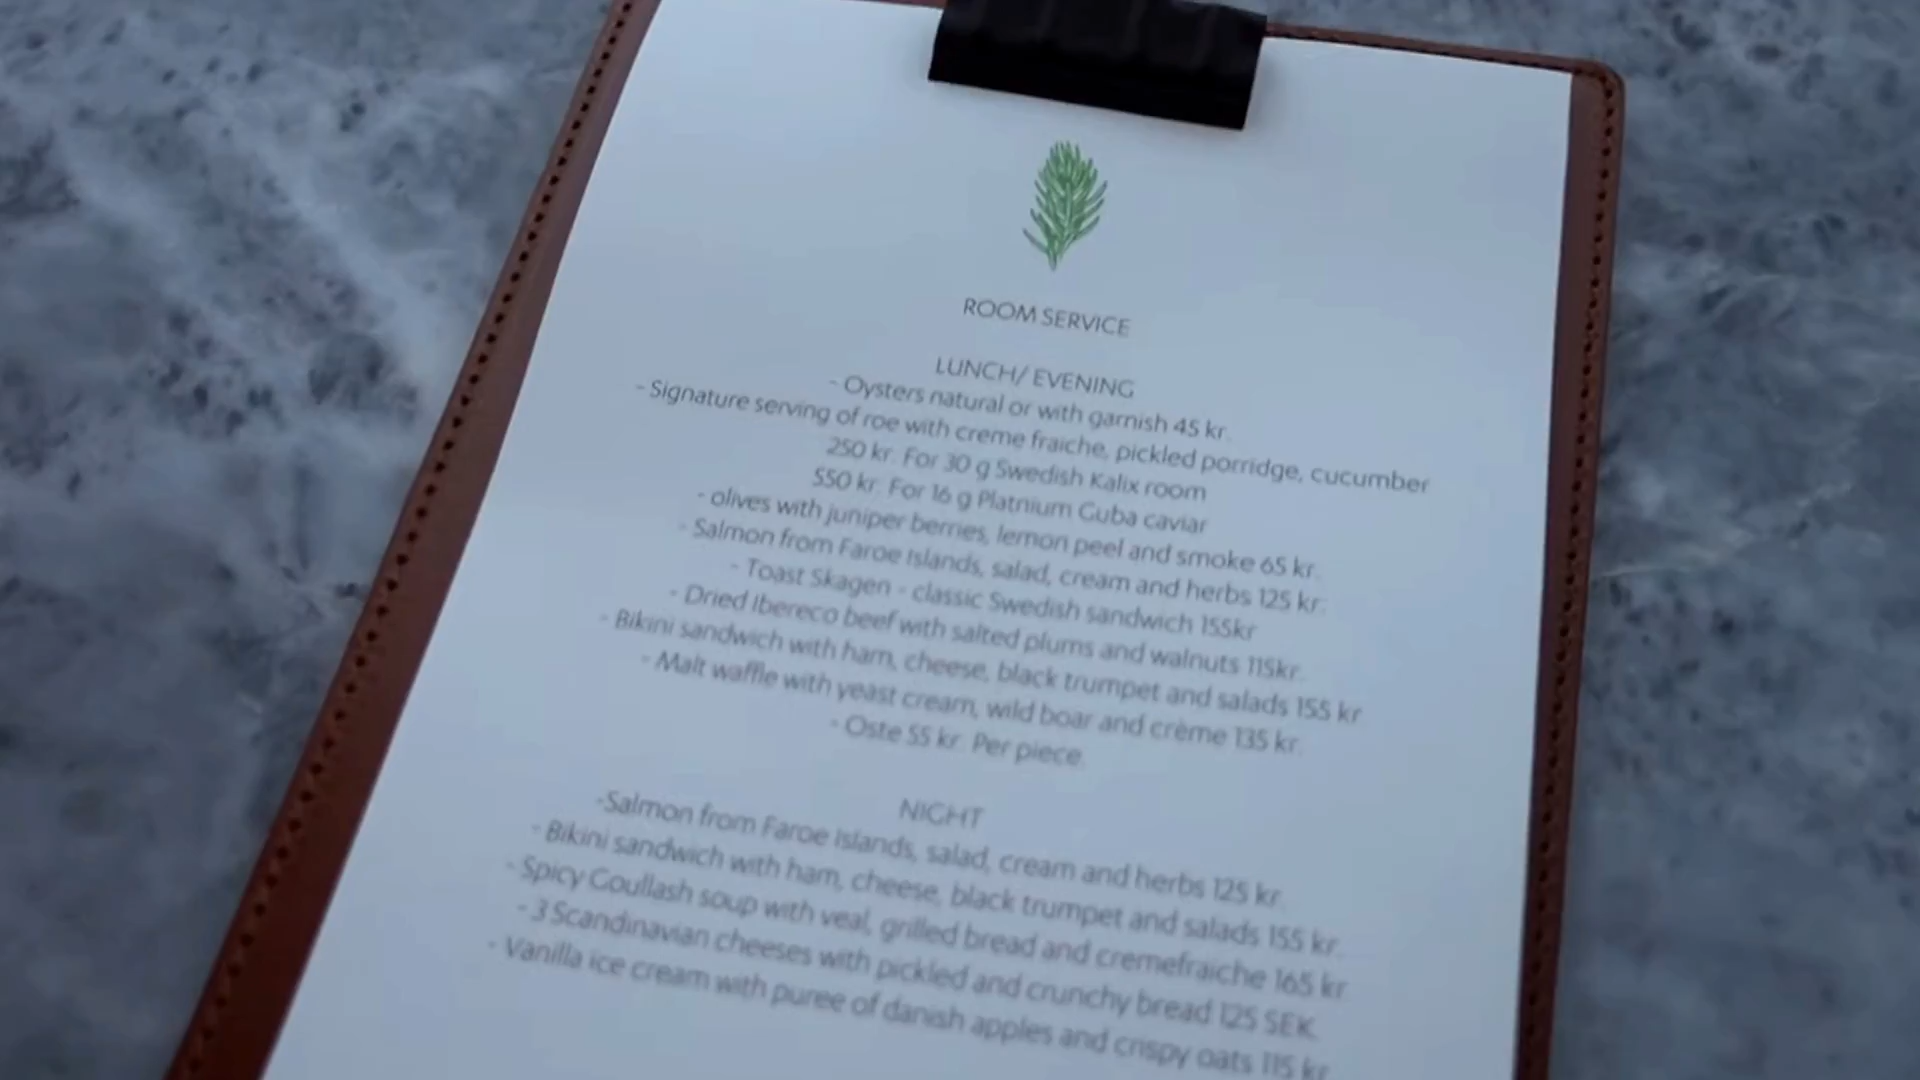 ROOM SERVICE
LUNCH/ EVENING
- Oysters natural or with garnish 45 kr.
- Signature serving of roe with creme fraiche, pickled porridge, cucumber
250 kr. For 30 g Swedish Kalix room
550 kr. For 16 g Platnium Guba caviar
- olives with juniper berries, lemon peel and smoke 65 kr.
- Salmon from Faroe Islands, salad, cream and herbs 125 kr.
- Toast Skagen - classic Swedish sandwich 155kr
- Dried Ibereco beef with salted plums and walnuts 115kr.
- Bikini sandwich with ham, cheese, black trumpet and salads 155 kr
- Malt waffle with yeast cream, wild boar and crème 135 kr.
- Oste 55 kr. Per piece.
NIGHT
-Salmon from Faroe Islands, salad, cream and herbs 125 kr.
- Bikini sandwich with ham, cheese, black trumpet and salads 155 kr.
- Spicy Goullash soup with veal, grilled bread and cremefraiche 165 kr.
- 3 Scandinavian cheeses with pickled and crunchy bread 125 SEK.
- Vanilla ice cream with puree of danish apples and crispy oats 115 kr